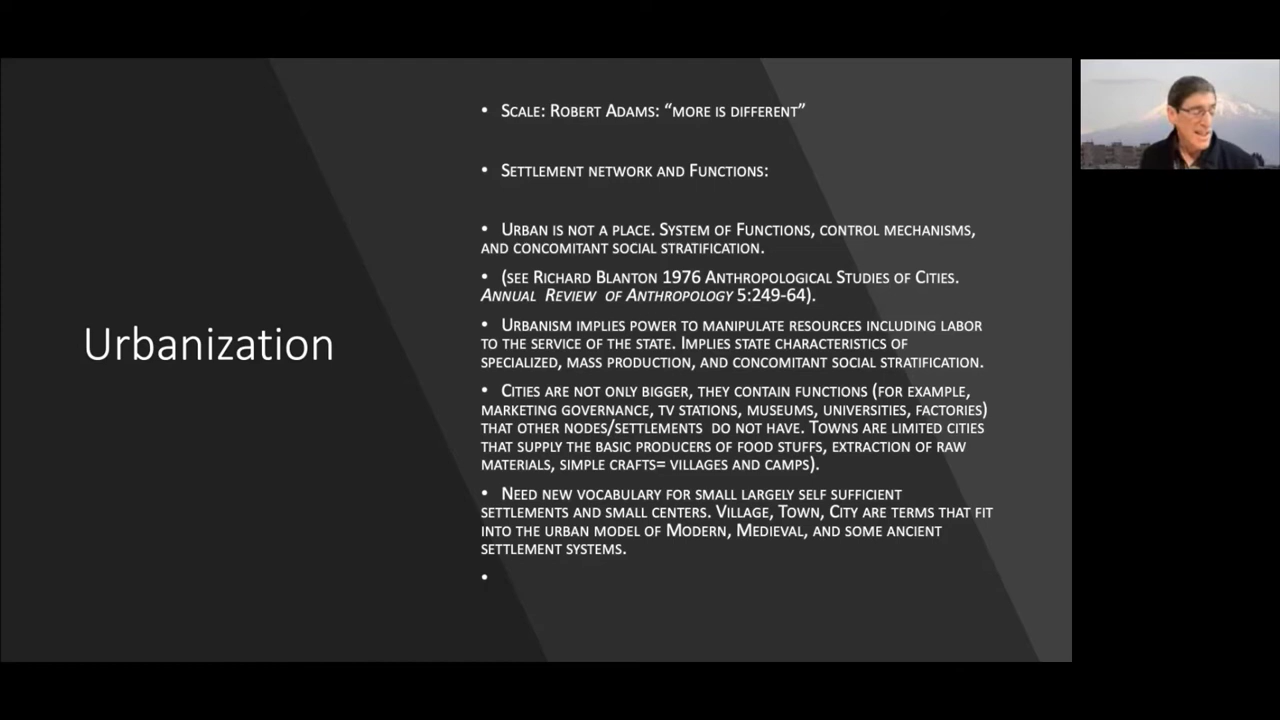 Urbanization
• Scale: Robert Adams: “more is different”
• Settlement network and Functions:
• Urban is not a place. System of Functions, control mechanisms,
and concomitant social stratification.
• (see Richard Blanton 1976 Anthropological Studies of Cities.
Annual Review of Anthropology 5:249-64).
• Urbanism implies power to manipulate resources including labor
to the service of the state. Implies state characteristics of
specialized, mass production, and concomitant social stratification.
• Cities are not only bigger, they contain functions (for example,
marketing governance, TV stations, museums, universities, factories)
that other nodes/settlements do not have. Towns are limited cities
that supply the basic producers of food stuffs, extraction of raw
materials, simple crafts= villages and camps).
• Need new vocabulary for small largely self sufficient
settlements and small centers. Village, Town, City are terms that fit
into the urban model of Modern, Medieval, and some ancient
settlement systems.
•